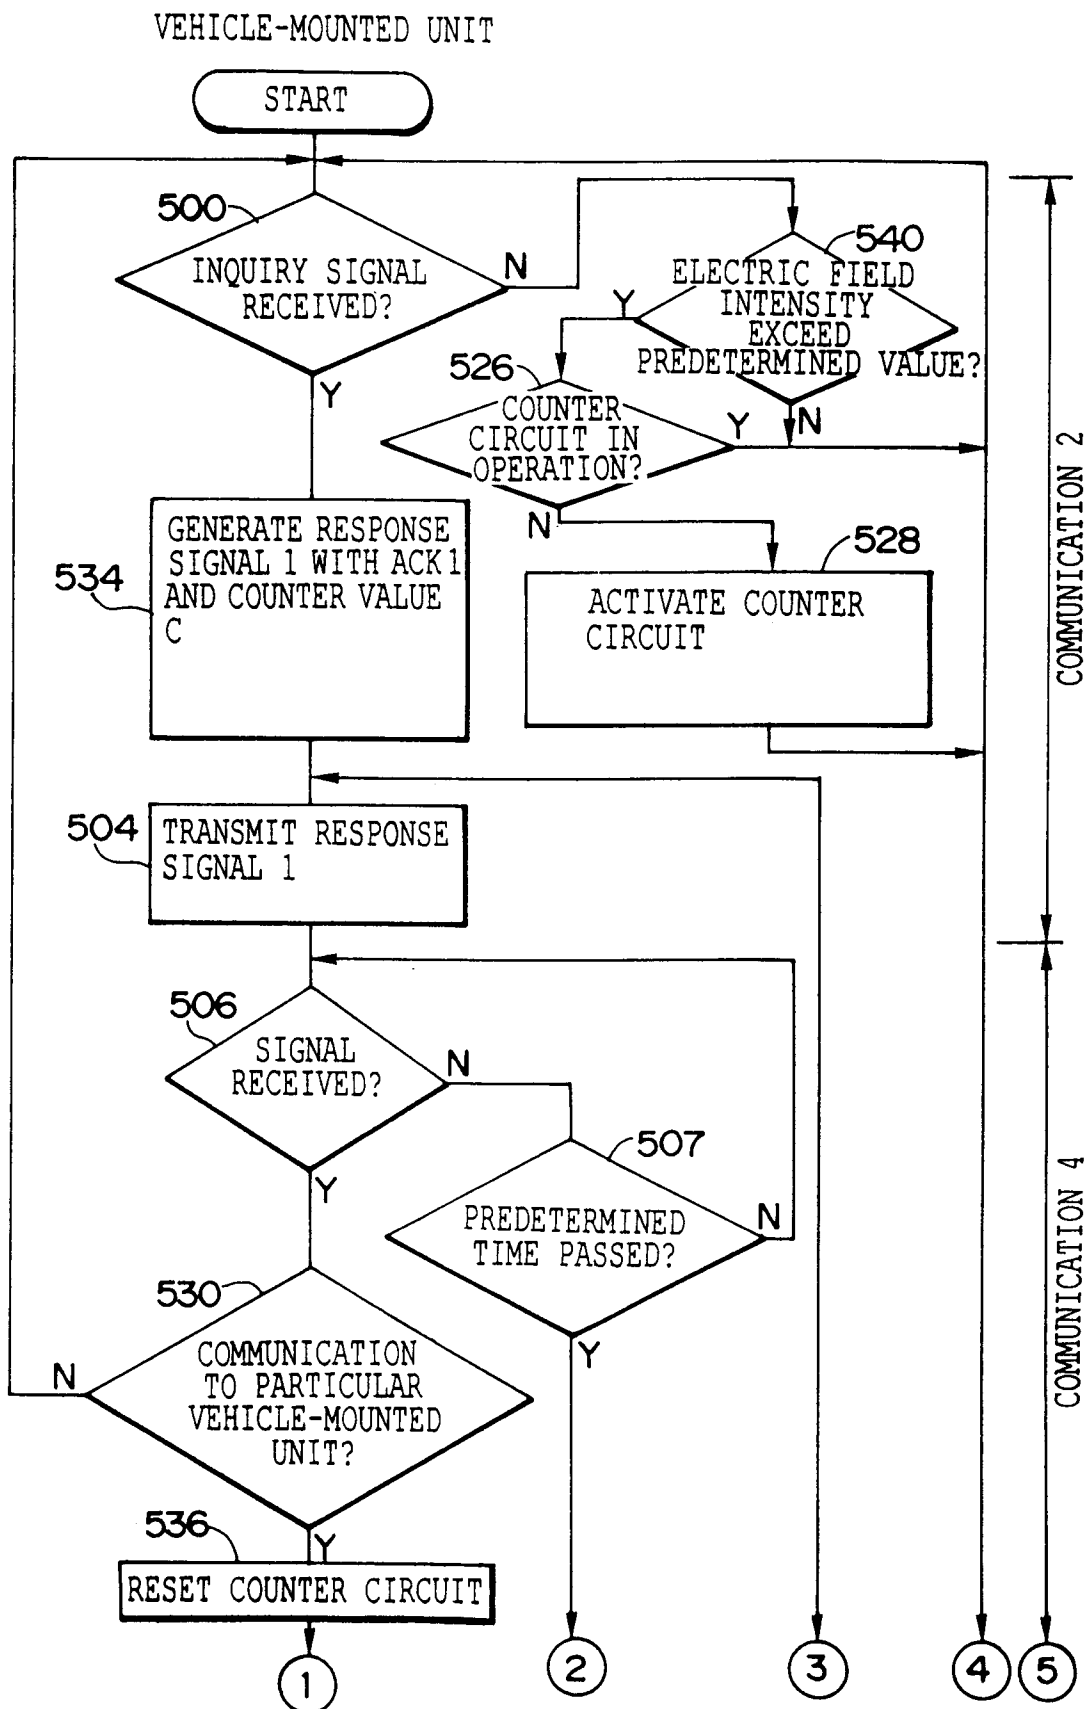 VEHICLE-MOUNTED UNIT
START
500
INQUIRY SIGNAL
RECEIVED?
N
Y
540
ELECTRIC FIELD
INTENSITY
EXCEED
PREDETERMINED VALUE?
Y
N
526
COUNTER
CIRCUIT IN
OPERATION?
Y
N
534
GENERATE RESPONSE
SIGNAL 1 WITH ACK1
AND COUNTER VALUE
C
528
ACTIVATE COUNTER
CIRCUIT
COMMUNICATION 2
504
TRANSMIT RESPONSE
SIGNAL 1
506
SIGNAL
RECEIVED?
N
Y
507
PREDETERMINED
TIME PASSED?
N
Y
530
COMMUNICATION
TO PARTICULAR
VEHICLE-MOUNTED
UNIT?
N
Y
COMMUNICATION 4
536
RESET COUNTER CIRCUIT
1
2
3
4
5